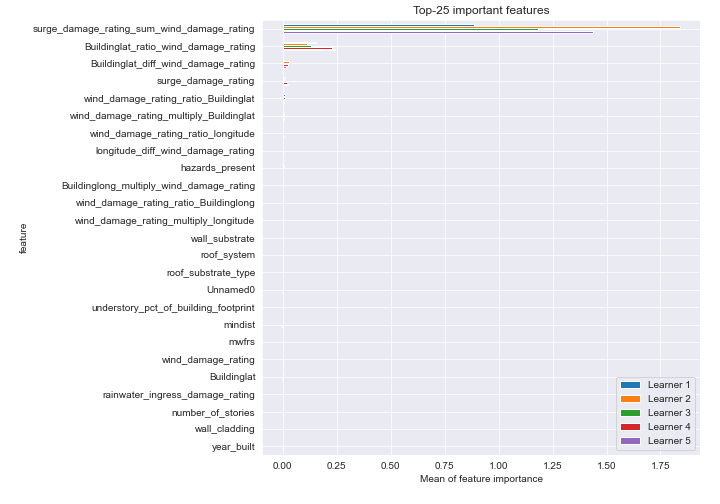 Top-25 important features
surge_damage_rating_sum_wind_damage_rating
Buildinglat_ratio_wind_damage_rating
Buildinglat_diff_wind_damage_rating
surge_damage_rating
wind_damage_rating_ratio_Buildinglat
wind_damage_rating_multiply_Buildinglat
wind_damage_rating_ratio_longitude
longitude_diff_wind_damage_rating
hazards_present
Buildinglong_multiply_wind_damage_rating
wind_damage_rating_ratio_Buildinglong
wind_damage_rating_multiply_longitude
wall_substrate
roof_system
roof_substrate_type
Unnamed0
understory_pct_of_building_footprint
mindist
mwfrs
wind_damage_rating
Buildinglat
rainwater_ingress_damage_rating
number_of_stories
wall_cladding
year_built
feature
Learner 1
Learner 2
Learner 3
Learner 4
Learner 5
0.00 0.25 0.50 0.75 1.00 1.25 1.50 1.75
Mean of feature importance